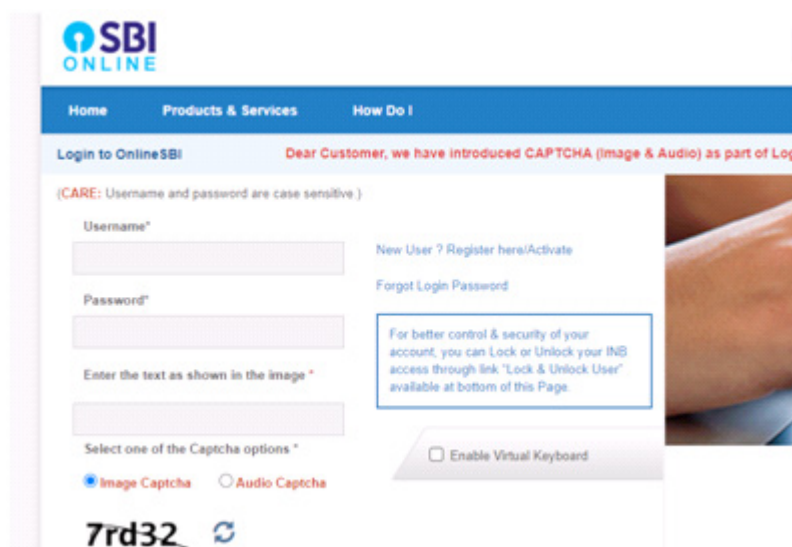 SBI
ONLINE
Home Products & Services How Do I
Login to OnlineSBI Dear Customer, we have introduced CAPTCHA (Image & Audio) as part of Log
(CARE: Username and password are case sensitive.)
Username*
New User ? Register here/Activate
Forgot Login Password
Password*
For better control & security of your
account, you can Lock or Unlock your INB
access through link "Lock & Unlock User"
available at bottom of this Page.
Enter the text as shown in the image *
Select one of the Captcha options *
Enable Virtual Keyboard
Image Captcha Audio Captcha
7rd32